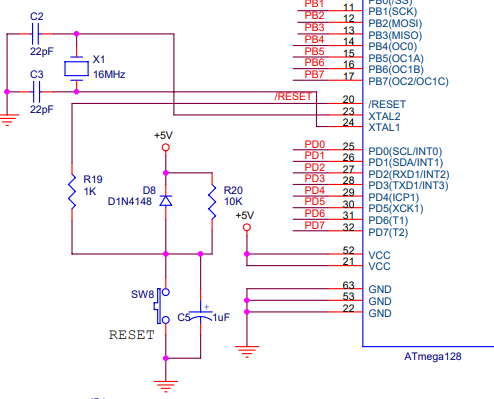 C2
22pF
X1
16MHz
C3
22pF
PB1 11 PB0(/SS)
PB2 12 PB1(SCK)
PB3 13 PB2(MOSI)
PB4 14 PB3(MISO)
PB5 15 PB4(OC0)
PB6 16 PB5(OC1A)
PB7 17 PB6(OC1B)
PB7(OC2/OC1C)
/RESET 20 /RESET
23 XTAL2
24 XTAL1
PD0 25 PD0(SCL/INT0)
PD1 26 PD1(SDA/INT1)
PD2 27 PD2(RXD1/INT2)
PD3 28 PD3(TXD1/INT3)
PD4 29 PD4(ICP1)
PD5 30 PD5(XCK1)
PD6 31 PD6(T1)
PD7 32 PD7(T2)
+5V
R19
1K
D8
D1N4148
R20
10K
+5V
52 VCC
21 VCC
63 GND
53 GND
22 GND
SW8
RESET
C5
+
1uF
ATmega128